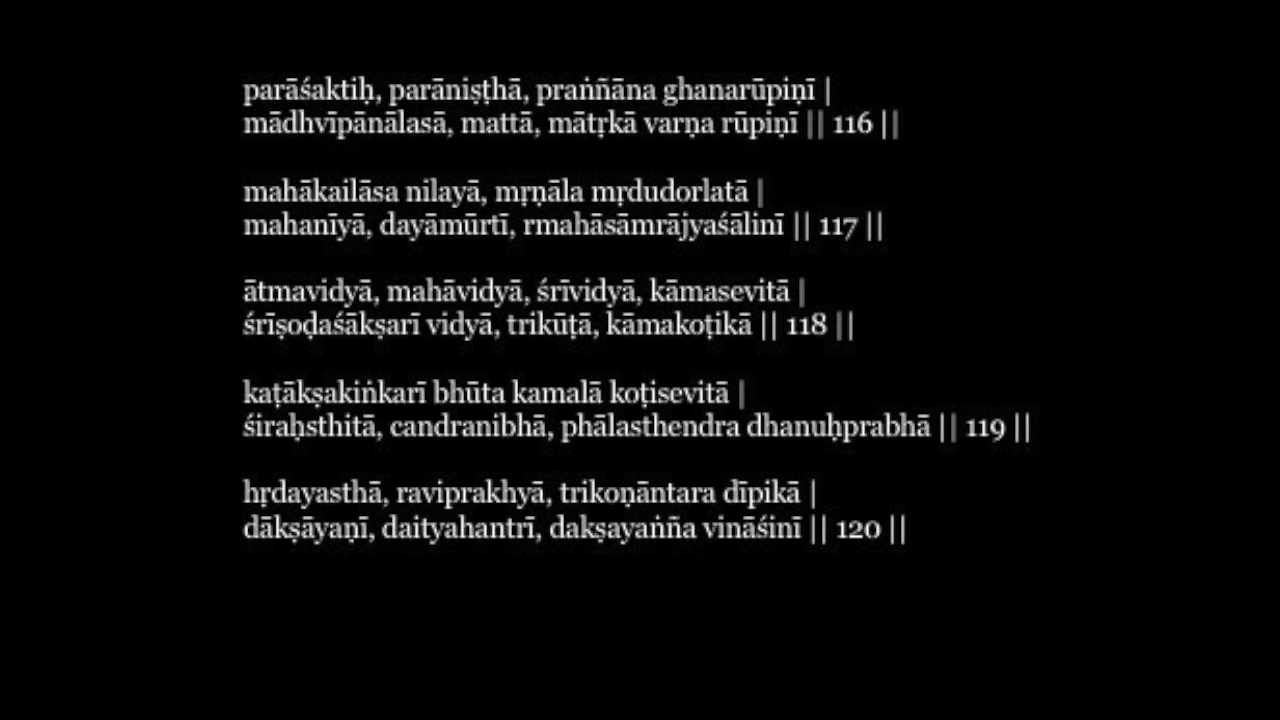 parāśaktiḥ, parāniṣṭhā, praṅñāna ghanarūpiṇī |
mādhvīpānālasā, mattā, mātṛkā varṇa rūpiṇī || 116 ||
mahākailāsa nilayā, mṛṇāla mṛdudorlatā |
mahanīyā, dayāmūrtī, rmahāsāmrājyaśālinī || 117 ||
ātmavidyā, mahāvidyā, śrīvidyā, kāmasevitā |
śrīṣoḍaśākṣarī vidyā, trikūṭā, kāmakoṭikā || 118 ||
kaṭākṣakiṅkarī bhūta kamalā koṭisevitā |
śiraḥsthitā, candranibhā, phālasthendra dhanuḥprabhā || 119 ||
hṛdayasthā, raviprakhyā, trikoṇāntara dīpikā |
dākṣāyaṇī, daityahantrī, dakṣayaṅña vināśinī || 120 ||